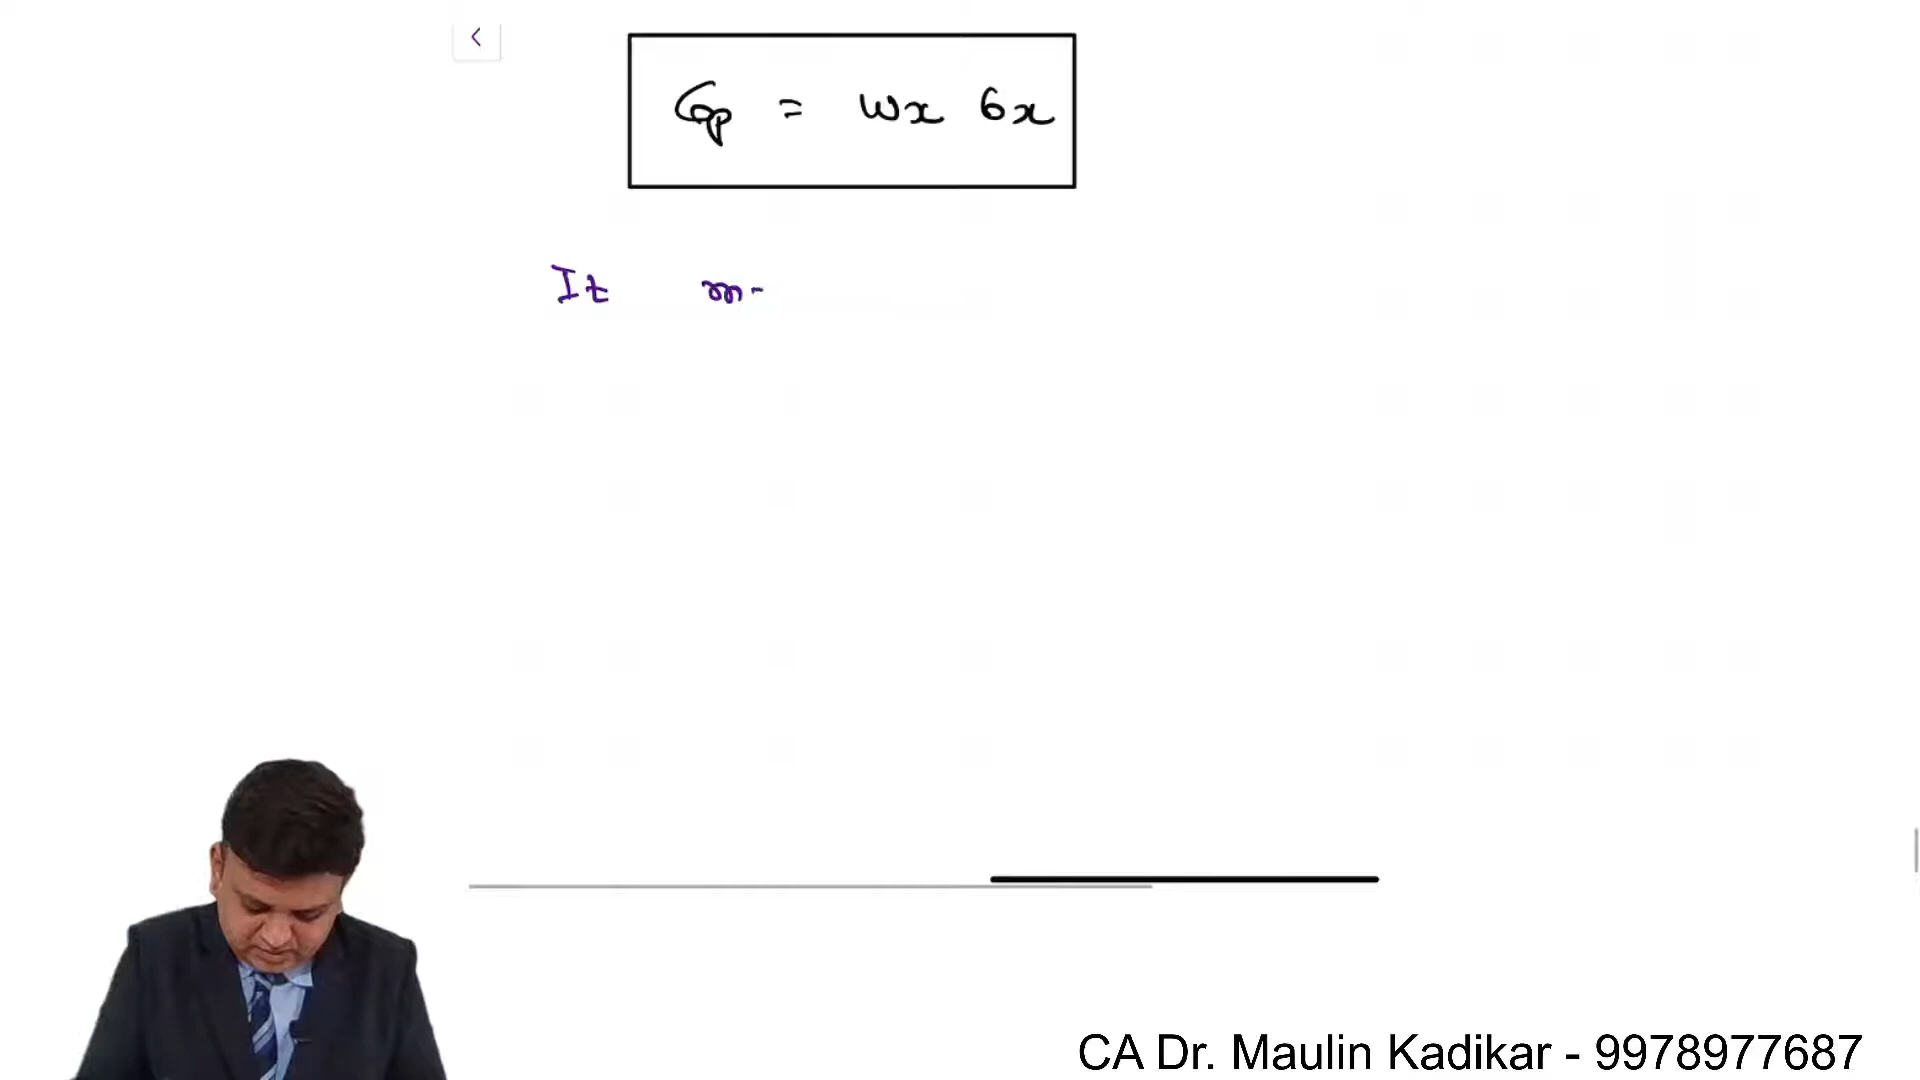 σp = wx σx
It m
CA Dr. Maulin Kadikar - 9978977687